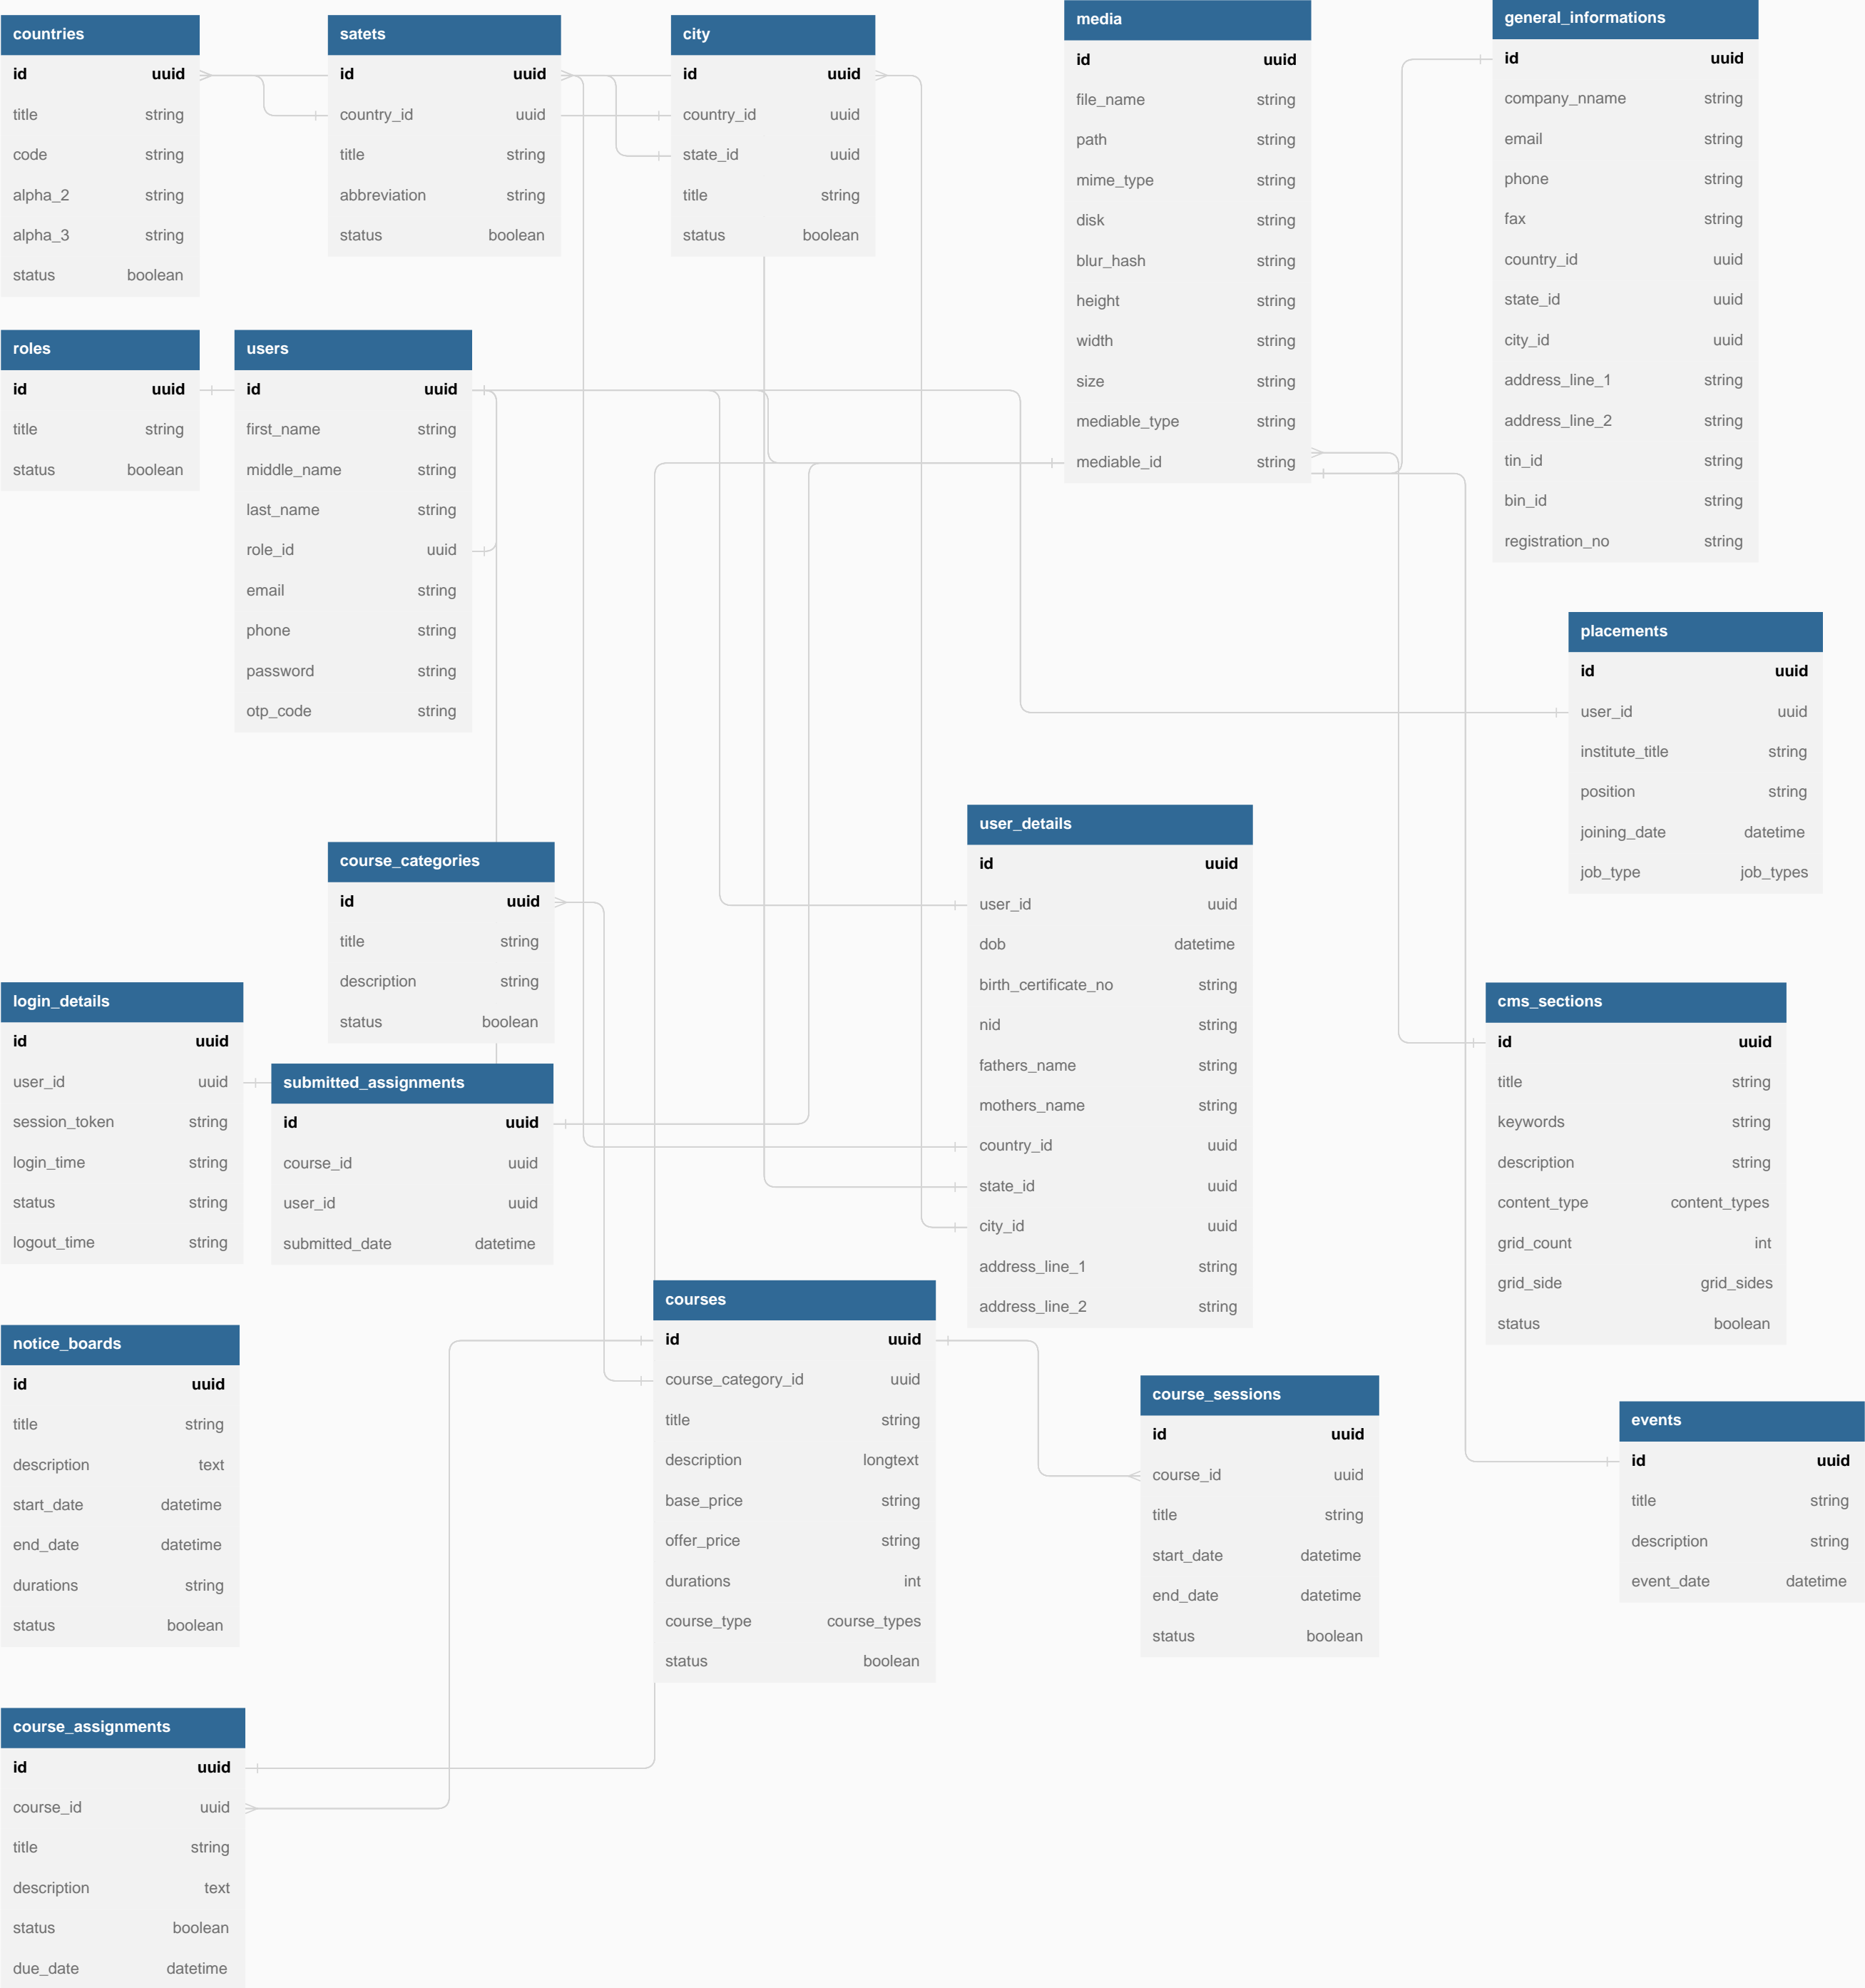 countries
id uuid
title string
code string
alpha_2 string
alpha_3 string
status boolean
satets
id uuid
country_id uuid
title string
abbreviation string
status boolean
city
id uuid
country_id uuid
state_id uuid
title string
status boolean
media
id uuid
file_name string
path string
mime_type string
disk string
blur_hash string
height string
width string
size string
mediable_type string
mediable_id string
general_informations
id uuid
company_nname string
email string
phone string
fax string
country_id uuid
state_id uuid
city_id uuid
address_line_1 string
address_line_2 string
tin_id string
bin_id string
registration_no string
roles
id uuid
title string
status boolean
users
id uuid
first_name string
middle_name string
last_name string
role_id uuid
email string
phone string
password string
otp_code string
placements
id uuid
user_id uuid
institute_title string
position string
joining_date datetime
job_type job_types
user_details
id uuid
user_id uuid
dob datetime
birth_certificate_no string
nid string
fathers_name string
mothers_name string
country_id uuid
state_id uuid
city_id uuid
address_line_1 string
address_line_2 string
course_categories
id uuid
title string
description string
status boolean
login_details
id uuid
user_id uuid
session_token string
login_time string
status string
logout_time string
submitted_assignments
id uuid
course_id uuid
user_id uuid
submitted_date datetime
cms_sections
id uuid
title string
keywords string
description string
content_type content_types
grid_count int
grid_side grid_sides
status boolean
courses
id uuid
course_category_id uuid
title string
description longtext
base_price string
offer_price string
durations int
course_type course_types
status boolean
notice_boards
id uuid
title string
description text
start_date datetime
end_date datetime
durations string
status boolean
course_sessions
id uuid
course_id uuid
title string
start_date datetime
end_date datetime
status boolean
events
id uuid
title string
description string
event_date datetime
course_assignments
id uuid
course_id uuid
title string
description text
status boolean
due_date datetime